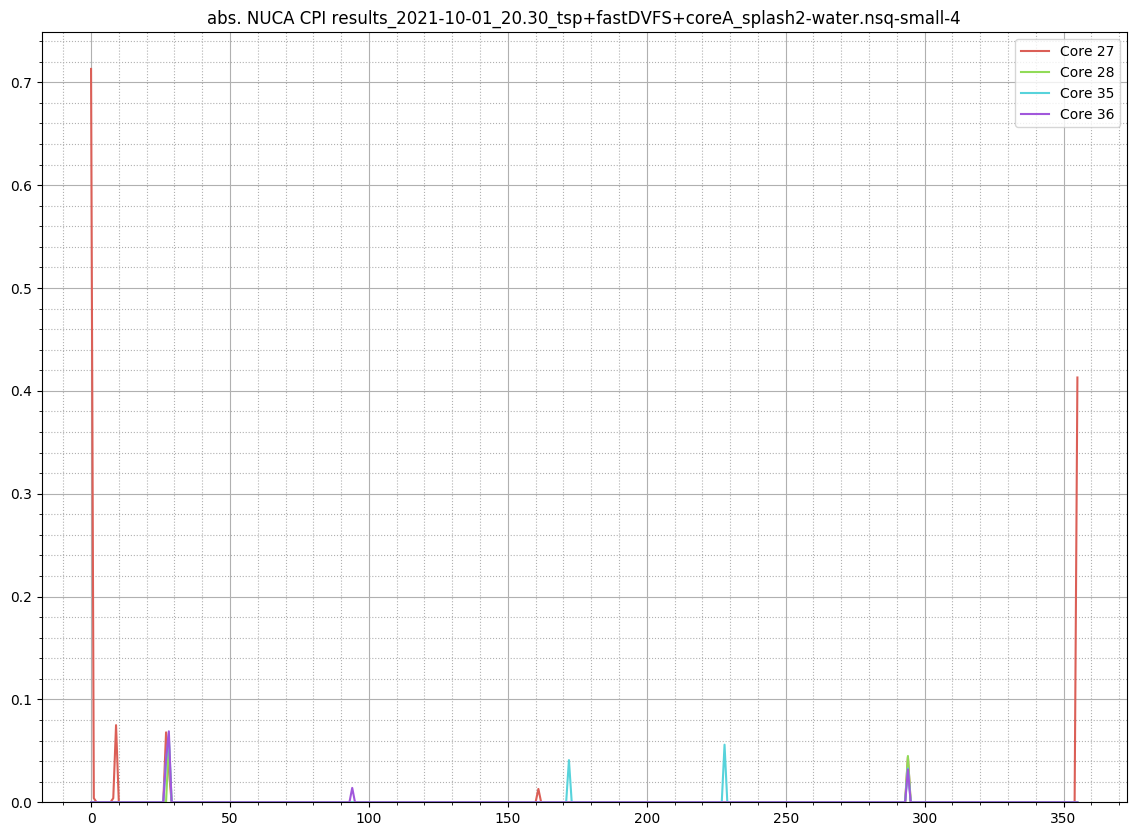 abs. NUCA CPI results_2021-10-01_20.30_tsp+fastDVFS+coreA_splash2-water.nsq-small-4
Core 27
Core 28
Core 35
Core 36
0.7
0.6
0.5
0.4
0.3
0.2
0.1
0.0
0 50 100 150 200 250 300 350